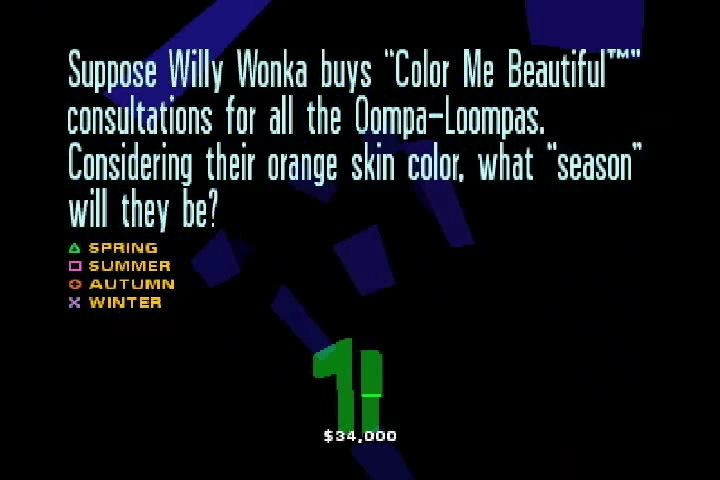 Suppose Willy Wonka buys "Color Me Beautiful™"
consultations for all the Oompa-Loompas.
Considering their orange skin color, what "season"
will they be?
SPRING
SUMMER
AUTUMN
WINTER
1
$34,000